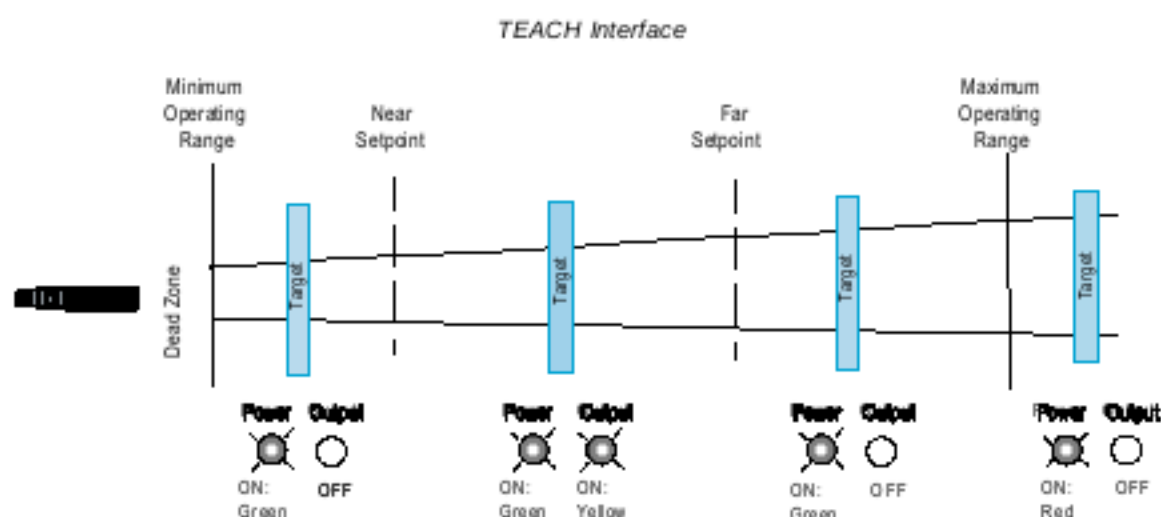 TEACH Interface
Minimum
Operating
Range
Near
Setpoint
Far
Setpoint
Maximum
Operating
Range
Dead Zone
Target
Target
Target
Target
Power Output
ON:
Green
OFF
Power Output
ON:
Green
ON:
Yellow
Power Output
ON:
Green
OFF
Power Output
ON:
Red
OFF